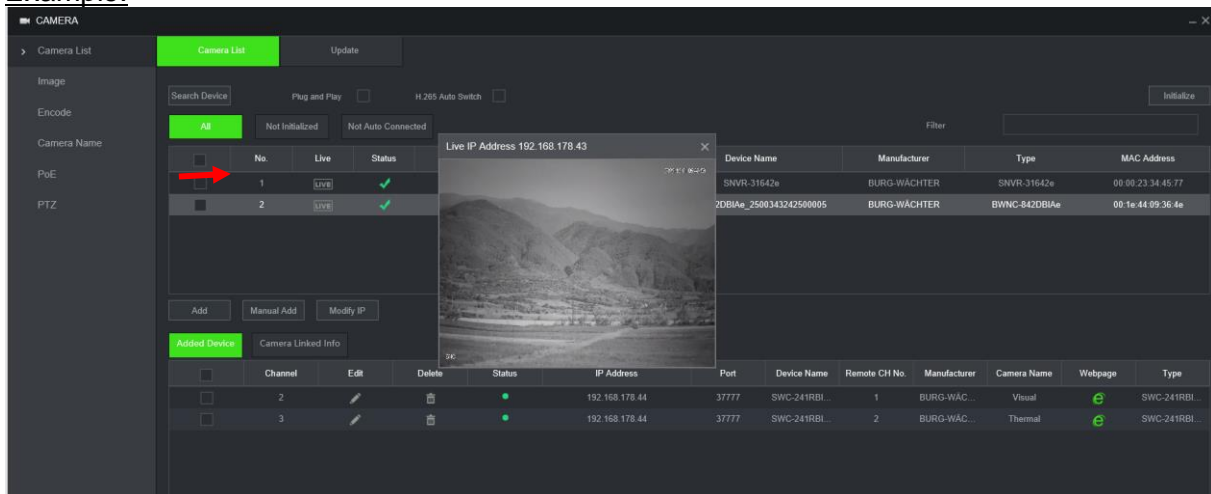 Example:
CAMERA
Camera List
Camera List Update
Image
Search Device Plug and Play H.265 Auto Switch Initialize
Encode
All Not Initialized Not Auto Connected Filter
Camera Name
Live IP Address 192.168.178.43
No. Live Status Device Name Manufacturer Type MAC Address
PoE
1 LIVE SNVR-31642e BURG-WÄCHTER SNVR-31642e 00:00:23:34:45:77
PTZ
2 LIVE 2DBIAe_2500343242500005 BURG-WÄCHTER BWNC-842DBIAe 00:1e:44:09:36:4e
Add Manual Add Modify IP
Added Device Camera Linked Info
Channel Edit Delete Status IP Address Port Device Name Remote CH No. Manufacturer Camera Name Webpage Type
2 192.168.178.44 37777 SWC-241RBI... 1 BURG-WÄC... Visual SWC-241RBI...
3 192.168.178.44 37777 SWC-241RBI... 2 BURG-WÄC... Thermal SWC-241RBI...